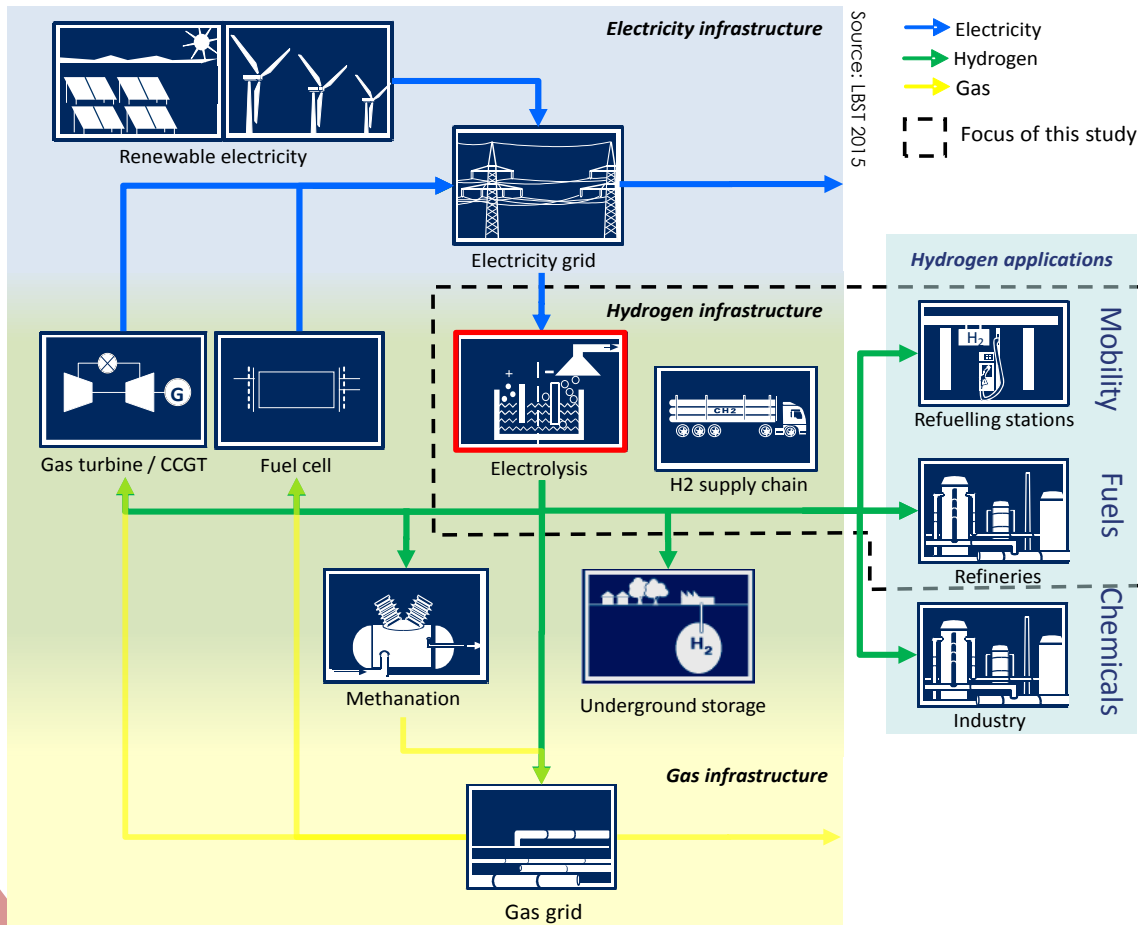 Electricity infrastructure
Source: LBST 2015
Electricity
Hydrogen
Gas
Focus of this study
Renewable electricity
Electricity grid
Hydrogen applications
Hydrogen infrastructure
H2
Mobility
Refuelling stations
G
+
–
CH2
Gas turbine / CCGT
Fuel cell
Electrolysis
H2 supply chain
Fuels
Refineries
H2
Methanation
Underground storage
Chemicals
Industry
Gas infrastructure
Gas grid